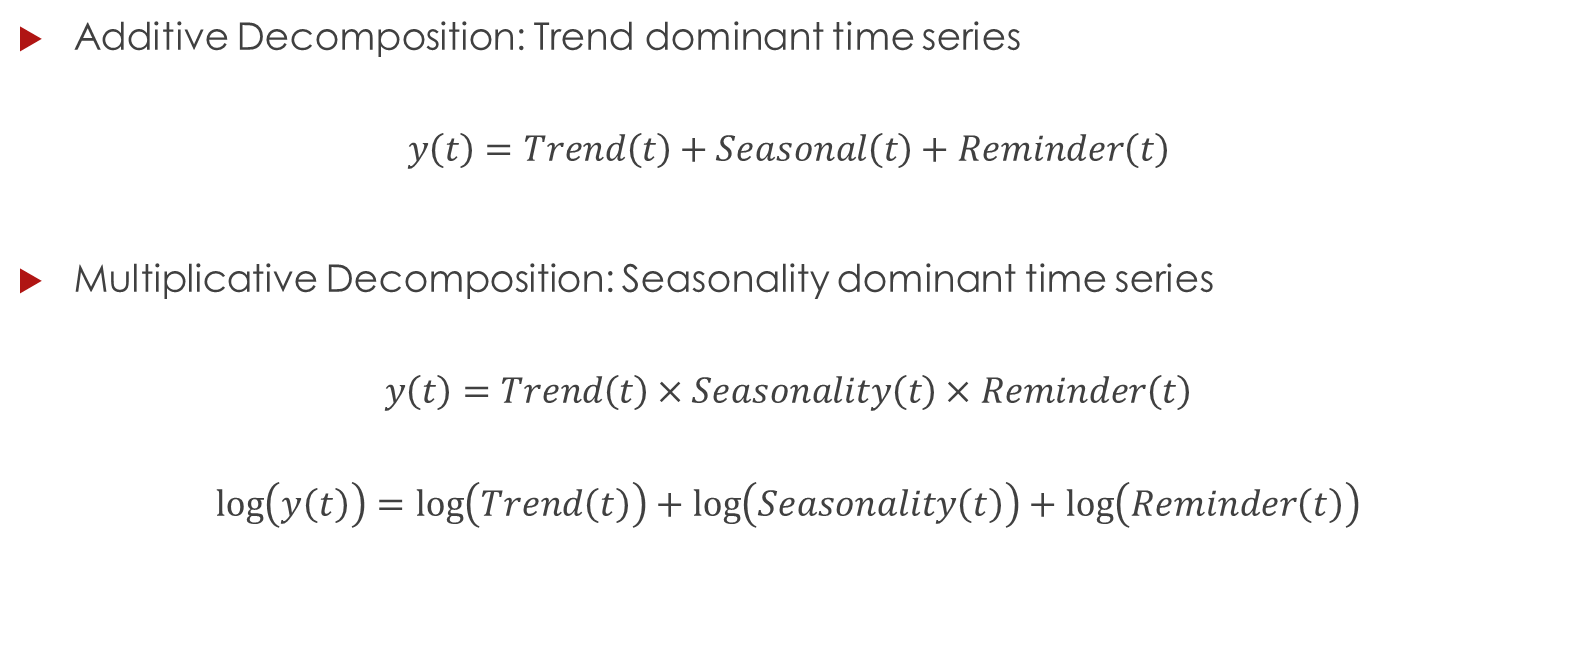 Additive Decomposition: Trend dominant time series
y(t) = Trend(t) + Seasonal(t) + Reminder(t)
Multiplicative Decomposition: Seasonality dominant time series
y(t) = Trend(t) × Seasonality(t) × Reminder(t)
log(y(t)) = log(Trend(t)) + log(Seasonality(t)) + log(Reminder(t))